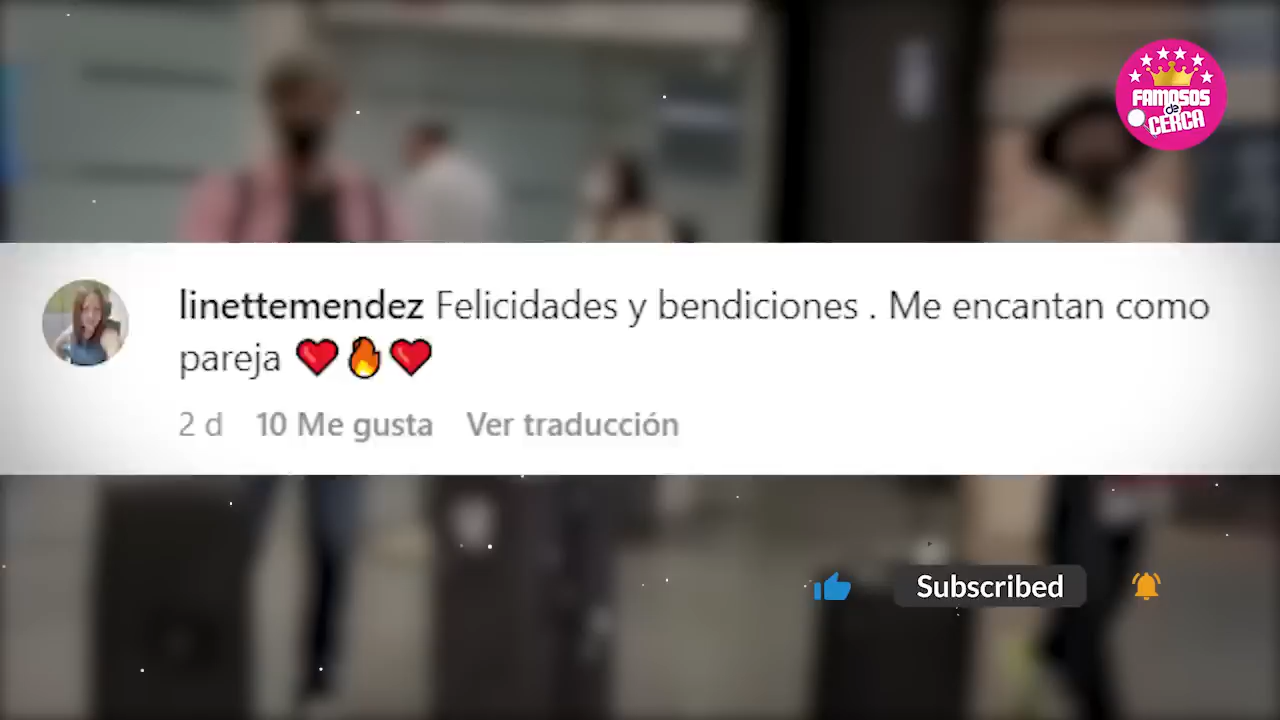 FAMOSOS
de
CERCA
linettemendez Felicidades y bendiciones . Me encantan como
pareja ❤️🔥❤️
2 d 10 Me gusta Ver traducción
Subscribed